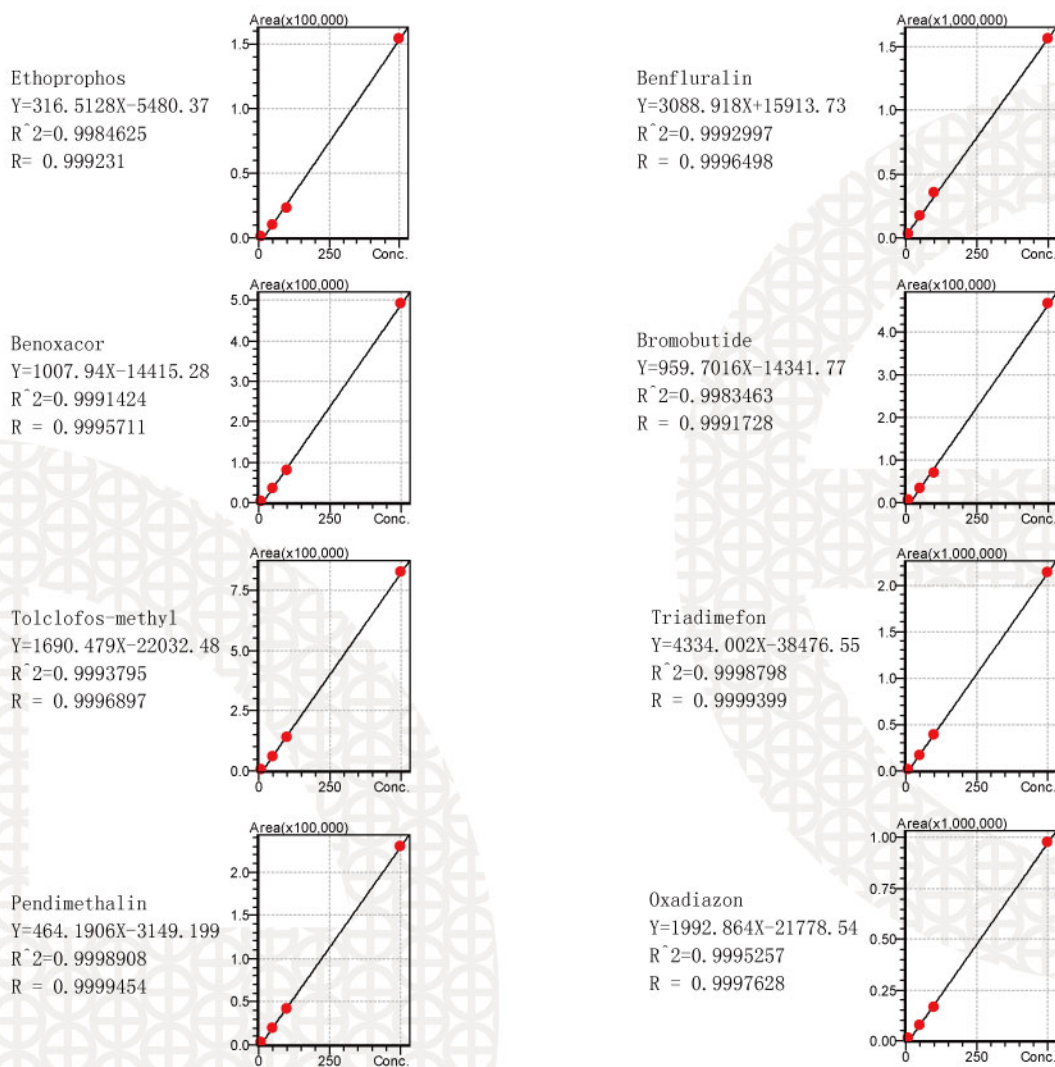 Area(x100,000)
1.5
1.0
0.5
0.0
0
250
Conc.
Ethoprophos
Y=316.5128X-5480.37
R^2=0.9984625
R= 0.999231
Area(x1,000,000)
1.5
1.0
0.5
0.0
0
250
Conc.
Benfluralin
Y=3088.918X+15913.73
R^2=0.9992997
R = 0.9996498
Area(x100,000)
5.0
4.0
3.0
2.0
1.0
0.0
0
250
Conc.
Benoxacor
Y=1007.94X-14415.28
R^2=0.9991424
R = 0.9995711
Area(x100,000)
4.0
3.0
2.0
1.0
0.0
0
250
Conc.
Bromobutide
Y=959.7016X-14341.77
R^2=0.9983463
R = 0.9991728
Area(x100,000)
7.5
5.0
2.5
0.0
0
250
Conc.
Tolclofos-methyl
Y=1690.479X-22032.48
R^2=0.9993795
R = 0.9996897
Area(x1,000,000)
2.0
1.5
1.0
0.5
0.0
0
250
Conc.
Triadimefon
Y=4334.002X-38476.55
R^2=0.9998798
R = 0.9999399
Area(x100,000)
2.0
1.5
1.0
0.5
0.0
0
250
Conc.
Pendimethalin
Y=464.1906X-3149.199
R^2=0.9998908
R = 0.9999454
Area(x1,000,000)
1.00
0.75
0.50
0.25
0.00
0
250
Conc.
Oxadiazon
Y=1992.864X-21778.54
R^2=0.9995257
R = 0.9997628